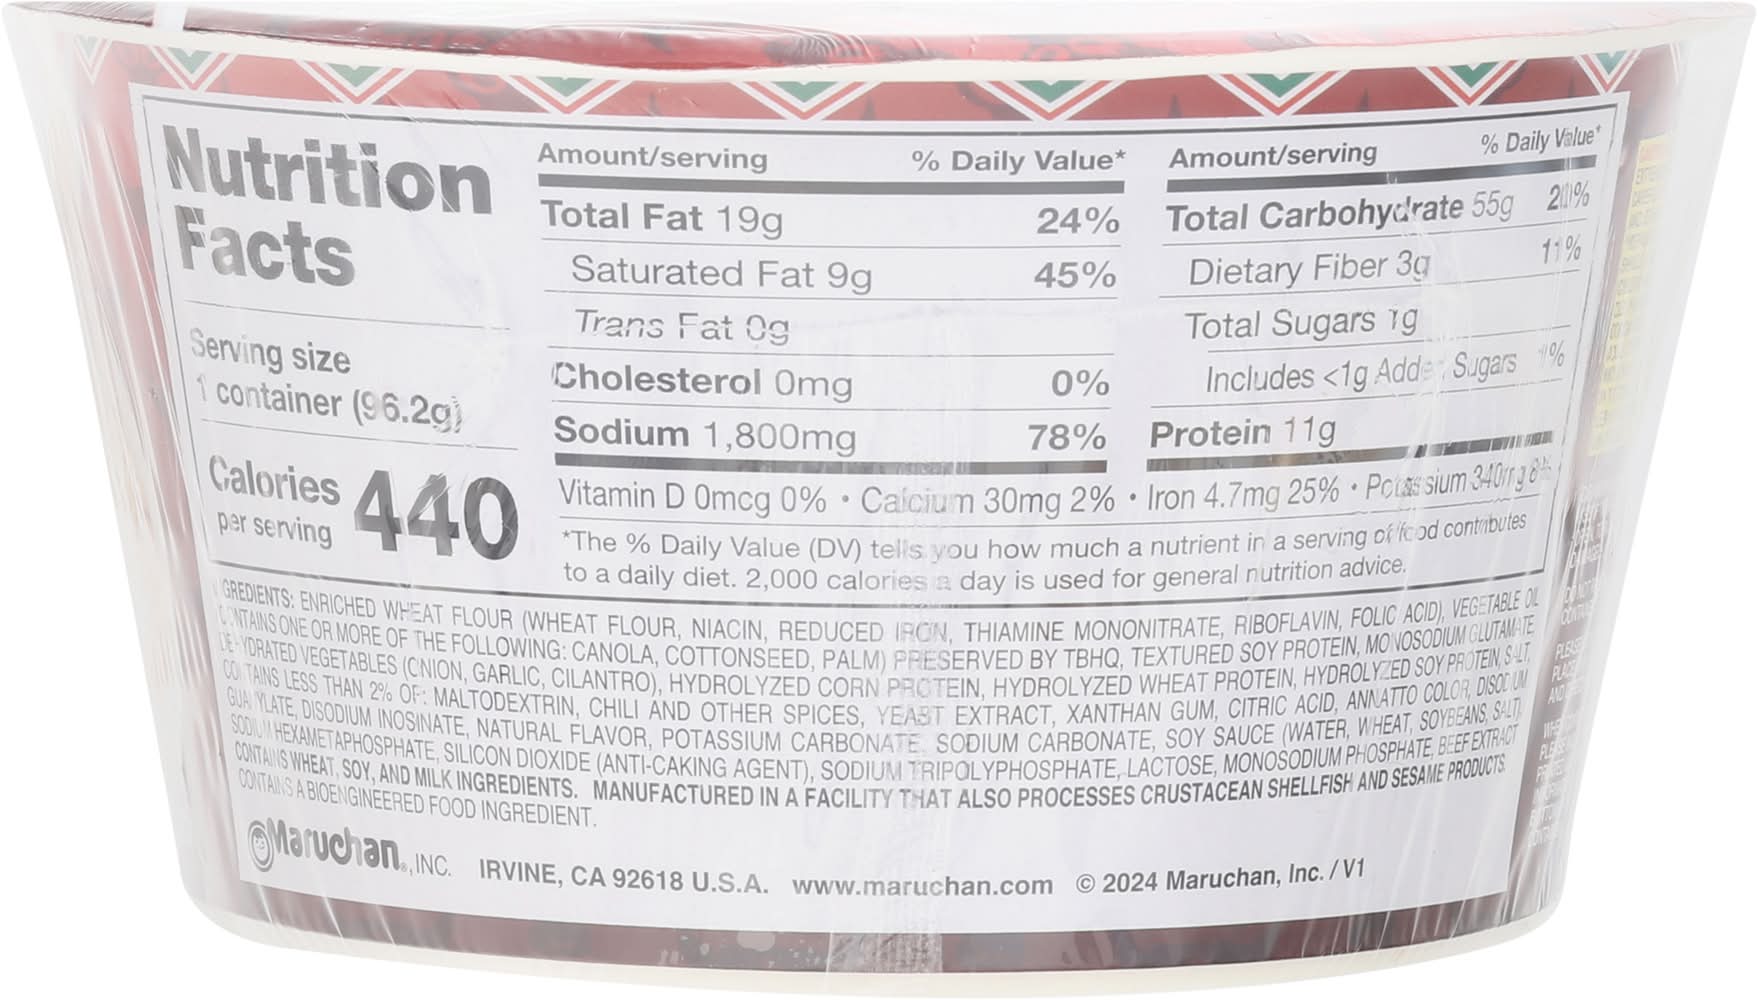 Nutrition
Facts
Serving size
1 container (96.2g)
Calories
per serving
440
Amount/serving % Daily Value*
Total Fat 19g 24%
Saturated Fat 9g 45%
Trans Fat 0g
Cholesterol 0mg 0%
Sodium 1,800mg 78%
Amount/serving % Daily Value*
Total Carbohydrate 55g
Dietary Fiber 3g 11%
Total Sugars 1g
Includes <1g Added Sugars
Protein 11g
Vitamin D 0mcg 0% • Calcium 30mg 2% • Iron 4.7mg 25% • Potassium 340mg 8%
*The % Daily Value (DV) tells you how much a nutrient in a serving of food contributes
to a daily diet. 2,000 calories a day is used for general nutrition advice.
GREDIENTS: ENRICHED WHEAT FLOUR (WHEAT FLOUR, NIACIN, REDUCED IRON, THIAMINE MONONITRATE, RIBOFLAVIN, FOLIC ACID), VEGETABLE OIL
CONTAINS ONE OR MORE OF THE FOLLOWING: CANOLA, COTTONSEED, PALM) PRESERVED BY TBHQ, TEXTURED SOY PROTEIN, MONOSODIUM GLUTAMATE,
DEHYDRATED VEGETABLES (ONION, GARLIC, CILANTRO), HYDROLYZED CORN PROTEIN, HYDROLYZED WHEAT PROTEIN, HYDROLYZED SOY PROTEIN, SALT,
CONTAINS LESS THAN 2% OF: MALTODEXTRIN, CHILI AND OTHER SPICES, YEAST EXTRACT, XANTHAN GUM, CITRIC ACID, ANNATTO COLOR, DISODIUM
GUANYLATE, DISODIUM INOSINATE, NATURAL FLAVOR, POTASSIUM CARBONATE, SODIUM CARBONATE, SOY SAUCE (WATER, WHEAT, SOYBEANS, SALT),
SODIUM HEXAMETAPHOSPHATE, SILICON DIOXIDE (ANTI-CAKING AGENT), SODIUM TRIPOLYPHOSPHATE, LACTOSE, MONOSODIUM PHOSPHATE, BEEF EXTRACT
CONTAINS WHEAT, SOY, AND MILK INGREDIENTS. MANUFACTURED IN A FACILITY THAT ALSO PROCESSES CRUSTACEAN SHELLFISH AND SESAME PRODUCTS.
CONTAINS A BIOENGINEERED FOOD INGREDIENT.
Maruchan®, INC. IRVINE, CA 92618 U.S.A. www.maruchan.com © 2024 Maruchan, Inc. / V1